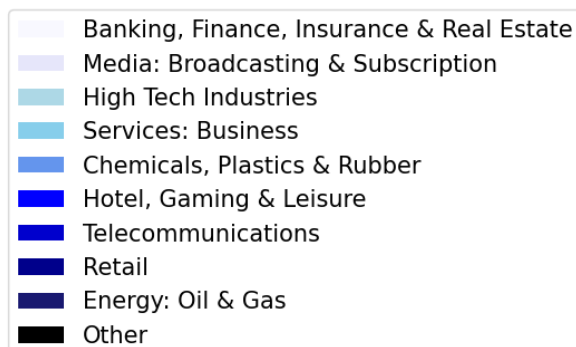 Banking, Finance, Insurance & Real Estate
Media: Broadcasting & Subscription
High Tech Industries
Services: Business
Chemicals, Plastics & Rubber
Hotel, Gaming & Leisure
Telecommunications
Retail
Energy: Oil & Gas
Other